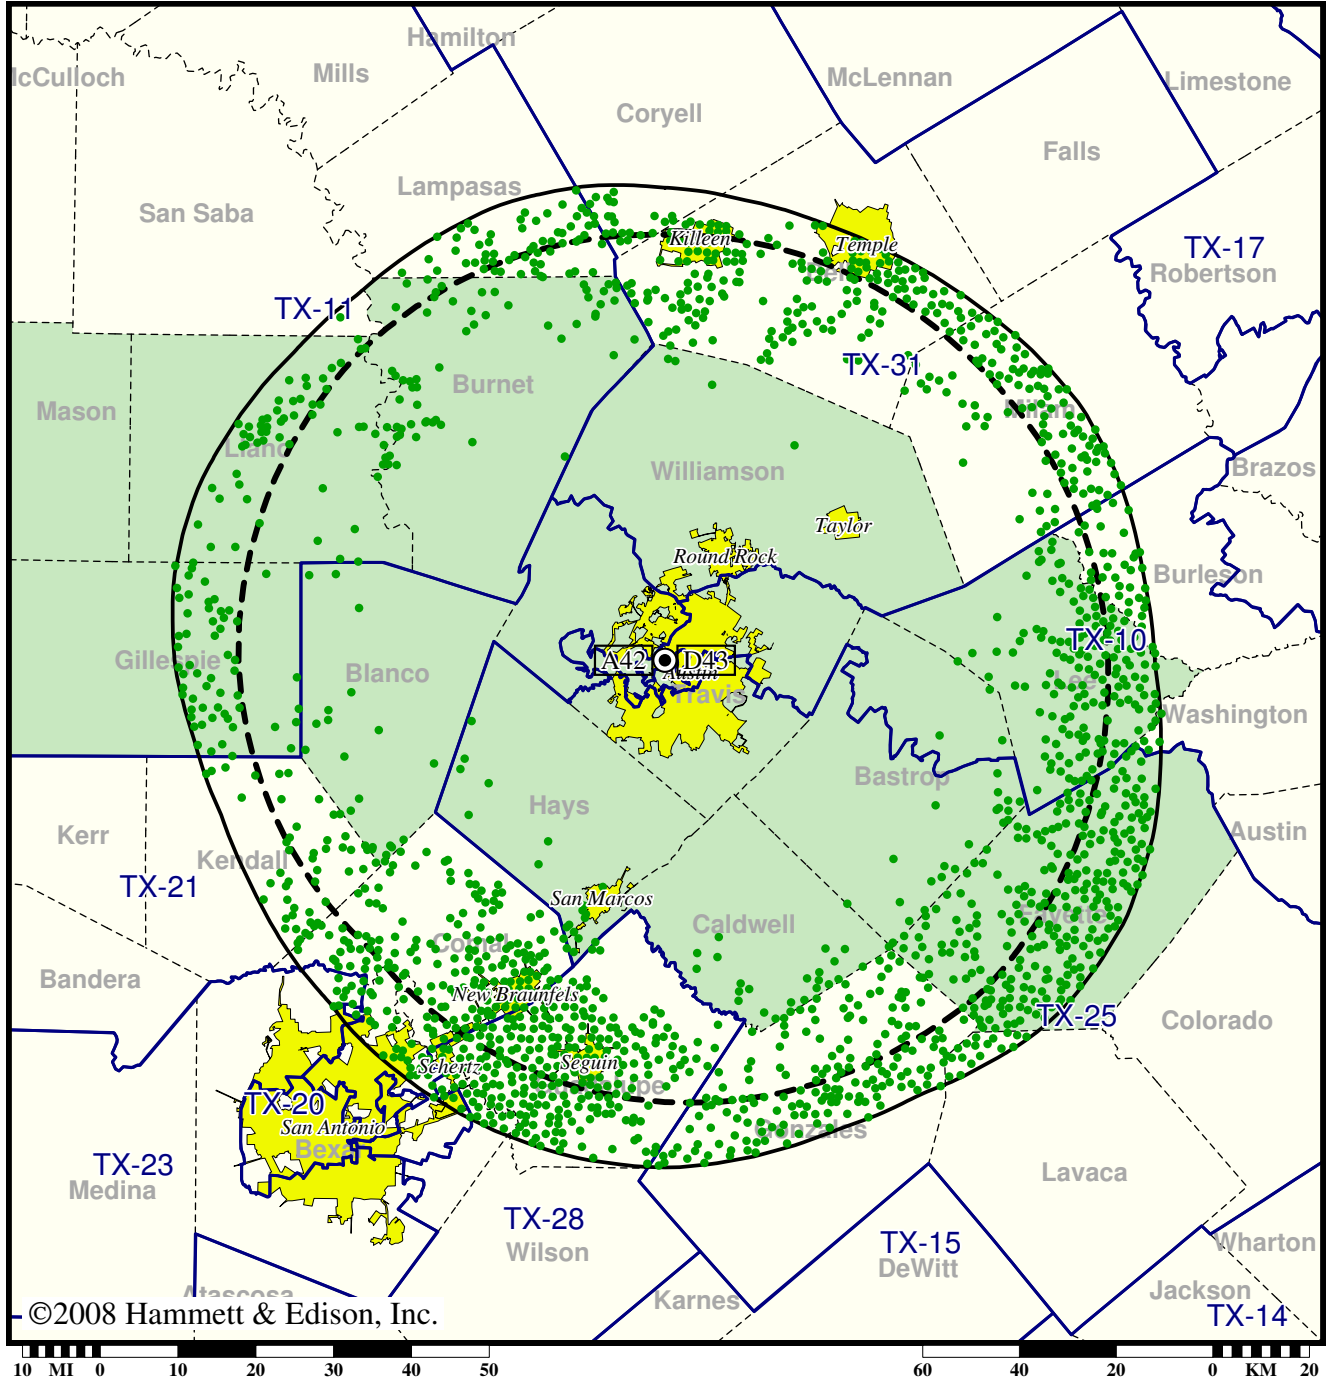 Hamilton
McCulloch
Mills
McLennan
Limestone
Coryell
Falls
Lampasas
San Saba
Killeen
Temple
TX-17
Robertson
Bell
TX-11
TX-31
Burnet
Mason
Milam
Llano
Williamson
Brazos
Taylor
Round Rock
Burleson
TX-10
Gillespie
A42
D43
Blanco
Austin
Lee
Travis
Washington
Bastrop
Hays
Kerr
Austin
Kendall
TX-21
San Marcos
Fayette
Caldwell
Comal
Bandera
New Braunfels
TX-25
Colorado
Schertz
Seguin
Guadalupe
TX-20
San Antonio
Gonzales
Bexar
TX-23
Medina
Lavaca
TX-28
Wilson
TX-15
DeWitt
Wharton
Atascosa
Karnes
Jackson
©2008 Hammett & Edison, Inc.
TX-14
10 MI 0 10 20 30 40 50
60 40 20 0 KM 20